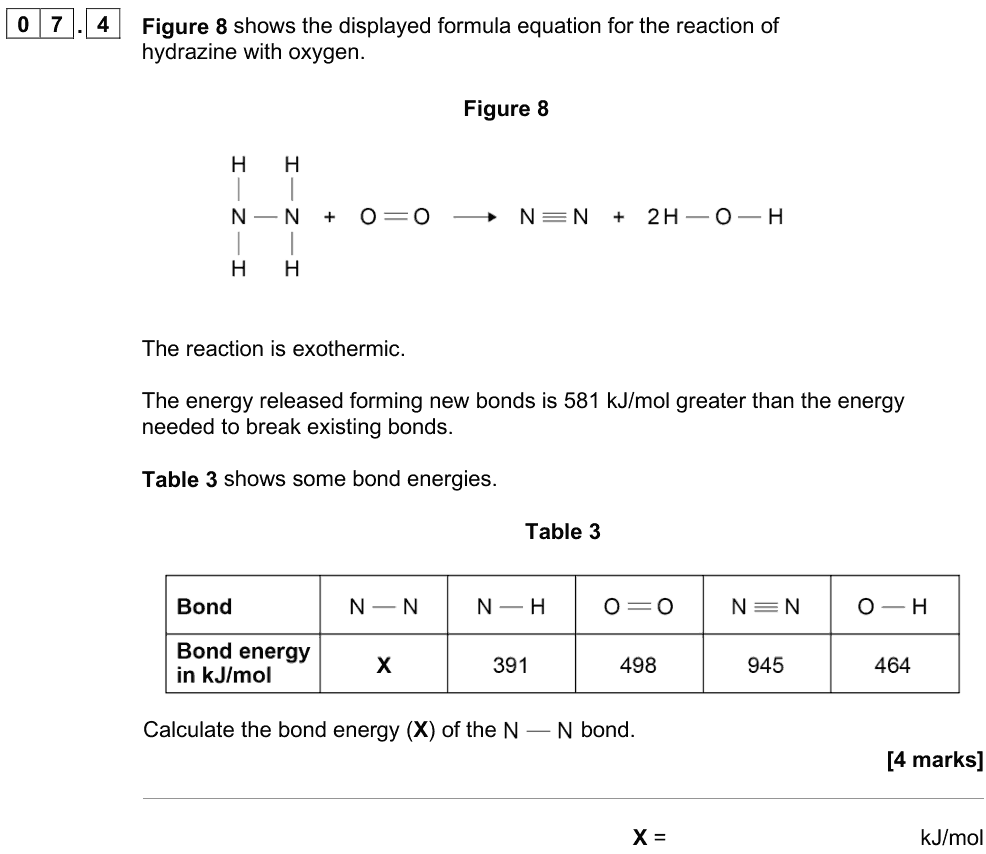 0 7 . 4 Figure 8 shows the displayed formula equation for the reaction of
hydrazine with oxygen.
Figure 8
H H
N — N + O = O ⟶ N ≡ N + 2H — O — H
H H
The reaction is exothermic.
The energy released forming new bonds is 581 kJ/mol greater than the energy
needed to break existing bonds.
Table 3 shows some bond energies.
Table 3
Bond N — N N — H O = O N ≡ N O — H
Bond energy
in kJ/mol X 391 498 945 464
Calculate the bond energy (X) of the N — N bond.
[4 marks]
X = kJ/mol